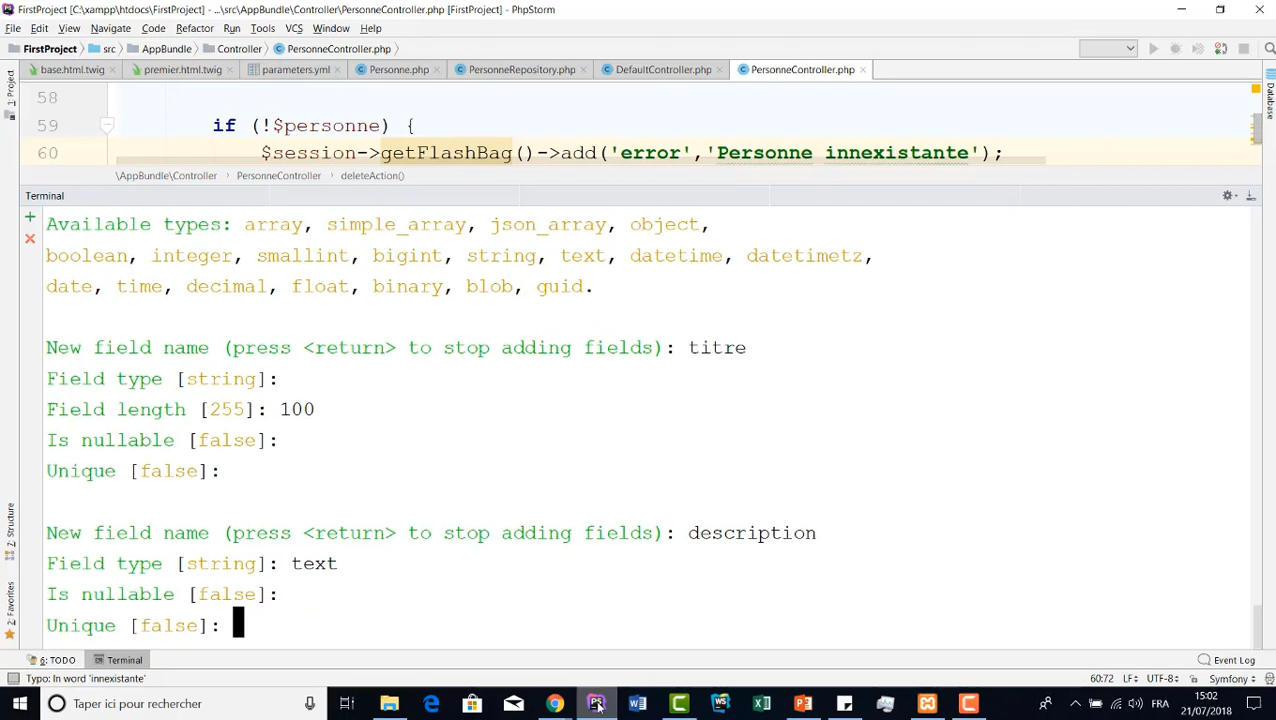 FirstProject [C:\xampp\htdocs\FirstProject] - ...\src\AppBundle\Controller\PersonneController.php [FirstProject] - PhpStorm
File Edit View Navigate Code Refactor Run Tools VCS Window Help
FirstProject src AppBundle Controller PersonneController.php
base.html.twig premier.html.twig parameters.yml Personne.php PersonneRepository.php DefaultController.php PersonneController.php
1: Project
Database
58
59 if (!$personne) {
60 $session->getFlashBag()->add('error','Personne innexistante');
\AppBundle\Controller PersonneController deleteAction()
Terminal
Available types: array, simple_array, json_array, object,
boolean, integer, smallint, bigint, string, text, datetime, datetimetz,
date, time, decimal, float, binary, blob, guid.
New field name (press <return> to stop adding fields): titre
Field type [string]:
Field length [255]: 100
Is nullable [false]:
Unique [false]:
New field name (press <return> to stop adding fields): description
Field type [string]: text
Is nullable [false]:
Unique [false]:
7: Structure
2: Favorites
6: TODO Terminal Event Log
Typo: In word 'innexistante' 60:72 LF÷ UTF-8÷ Symfony÷
Taper ici pour rechercher
FRA
15:02
21/07/2018